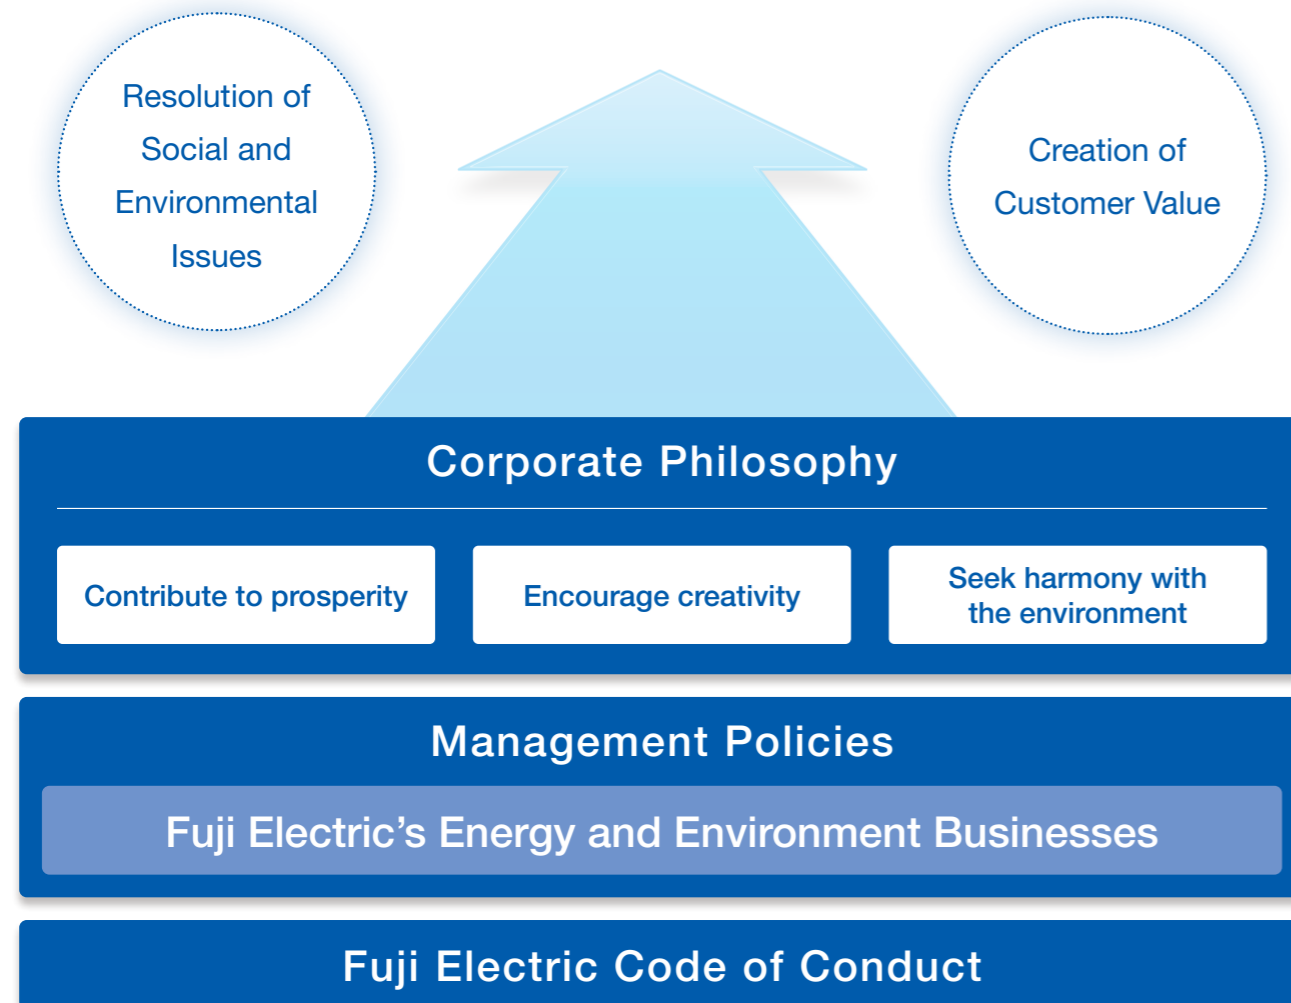 Resolution of
Social and
Environmental
Issues
Creation of
Customer Value
Corporate Philosophy
Contribute to prosperity
Encourage creativity
Seek harmony with
the environment
Management Policies
Fuji Electric’s Energy and Environment Businesses
Fuji Electric Code of Conduct